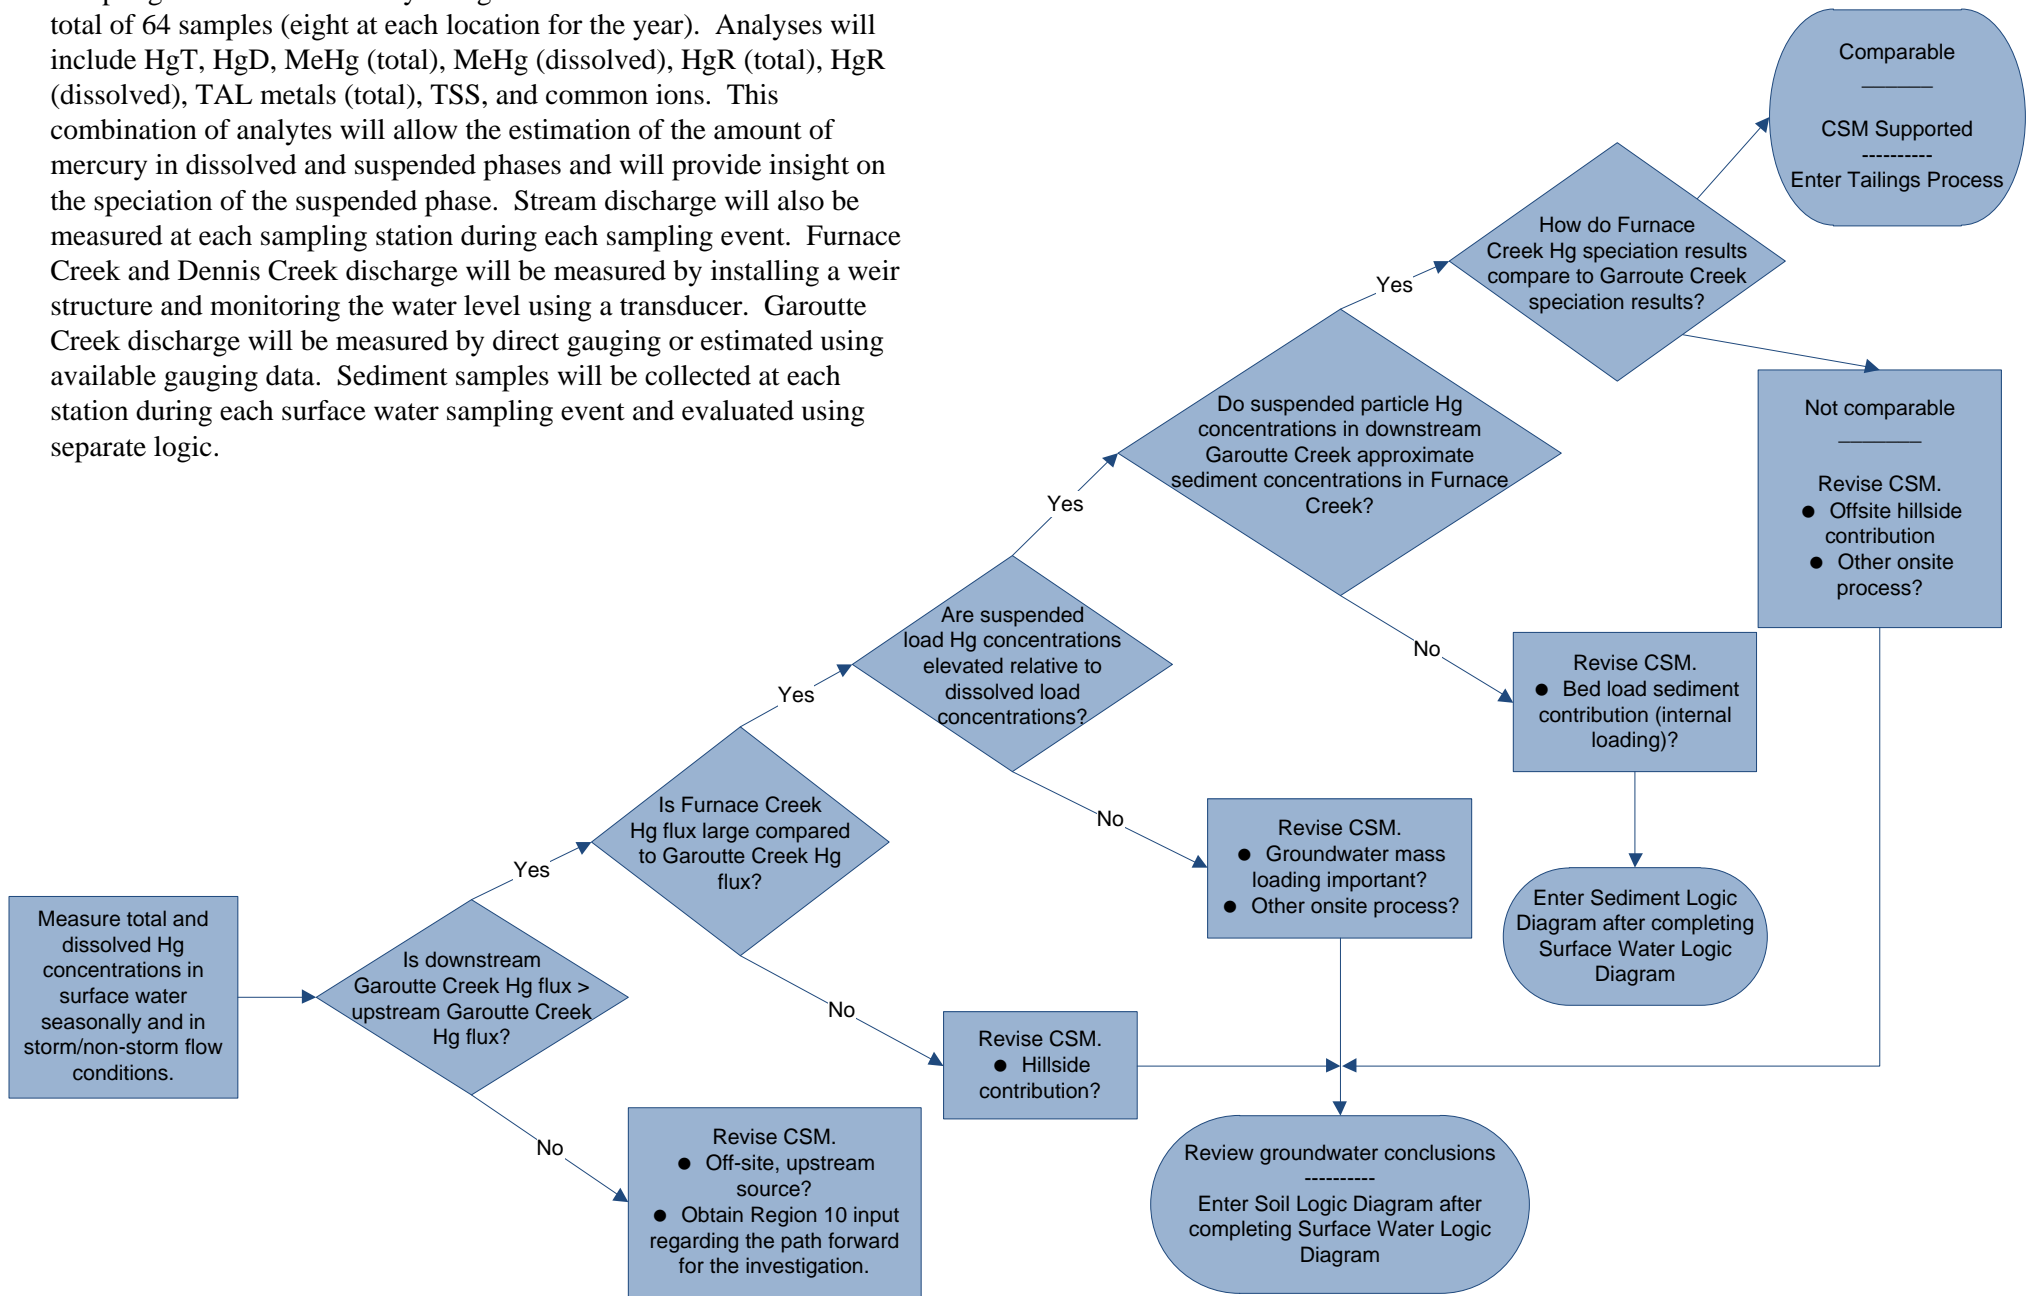 total of 64 samples (eight at each location for the year).  Analyses will
include HgT, HgD, MeHg (total), MeHg (dissolved), HgR (total), HgR
(dissolved), TAL metals (total), TSS, and common ions.  This
combination of analytes will allow the estimation of the amount of
mercury in dissolved and suspended phases and will provide insight on
the speciation of the suspended phase.  Stream discharge will also be
measured at each sampling station during each sampling event.  Furnace
Creek and Dennis Creek discharge will be measured by installing a weir
structure and monitoring the water level using a transducer.  Garoutte
Creek discharge will be measured by direct gauging or estimated using
available gauging data.  Sediment samples will be collected at each
station during each surface water sampling event and evaluated using
separate logic.
Comparable
______
CSM Supported
----------
Enter Tailings Process
How do Furnace
Creek Hg speciation results
compare to Garroute Creek
speciation results?
Yes
Not comparable
_______
Revise CSM.
● Offsite hillside
contribution
● Other onsite
process?
Do suspended particle Hg
concentrations in downstream
Garoutte Creek approximate
sediment concentrations in Furnace
Creek?
Yes
No
Revise CSM.
● Bed load sediment
contribution (internal
loading)?
Are suspended
load Hg concentrations
elevated relative to
dissolved load
concentrations?
Yes
No
Revise CSM.
● Groundwater mass
loading important?
● Other onsite process?
Enter Sediment Logic
Diagram after completing
Surface Water Logic
Diagram
Is Furnace Creek
Hg flux large compared
to Garoutte Creek Hg
flux?
Yes
No
Revise CSM.
● Hillside
contribution?
Measure total and
dissolved Hg
concentrations in
surface water
seasonally and in
storm/non-storm flow
conditions.
Is downstream
Garoutte Creek Hg flux >
upstream Garoutte Creek
Hg flux?
No
Revise CSM.
● Off-site, upstream
source?
● Obtain Region 10 input
regarding the path forward
for the investigation.
Review groundwater conclusions
----------
Enter Soil Logic Diagram after
completing Surface Water Logic
Diagram